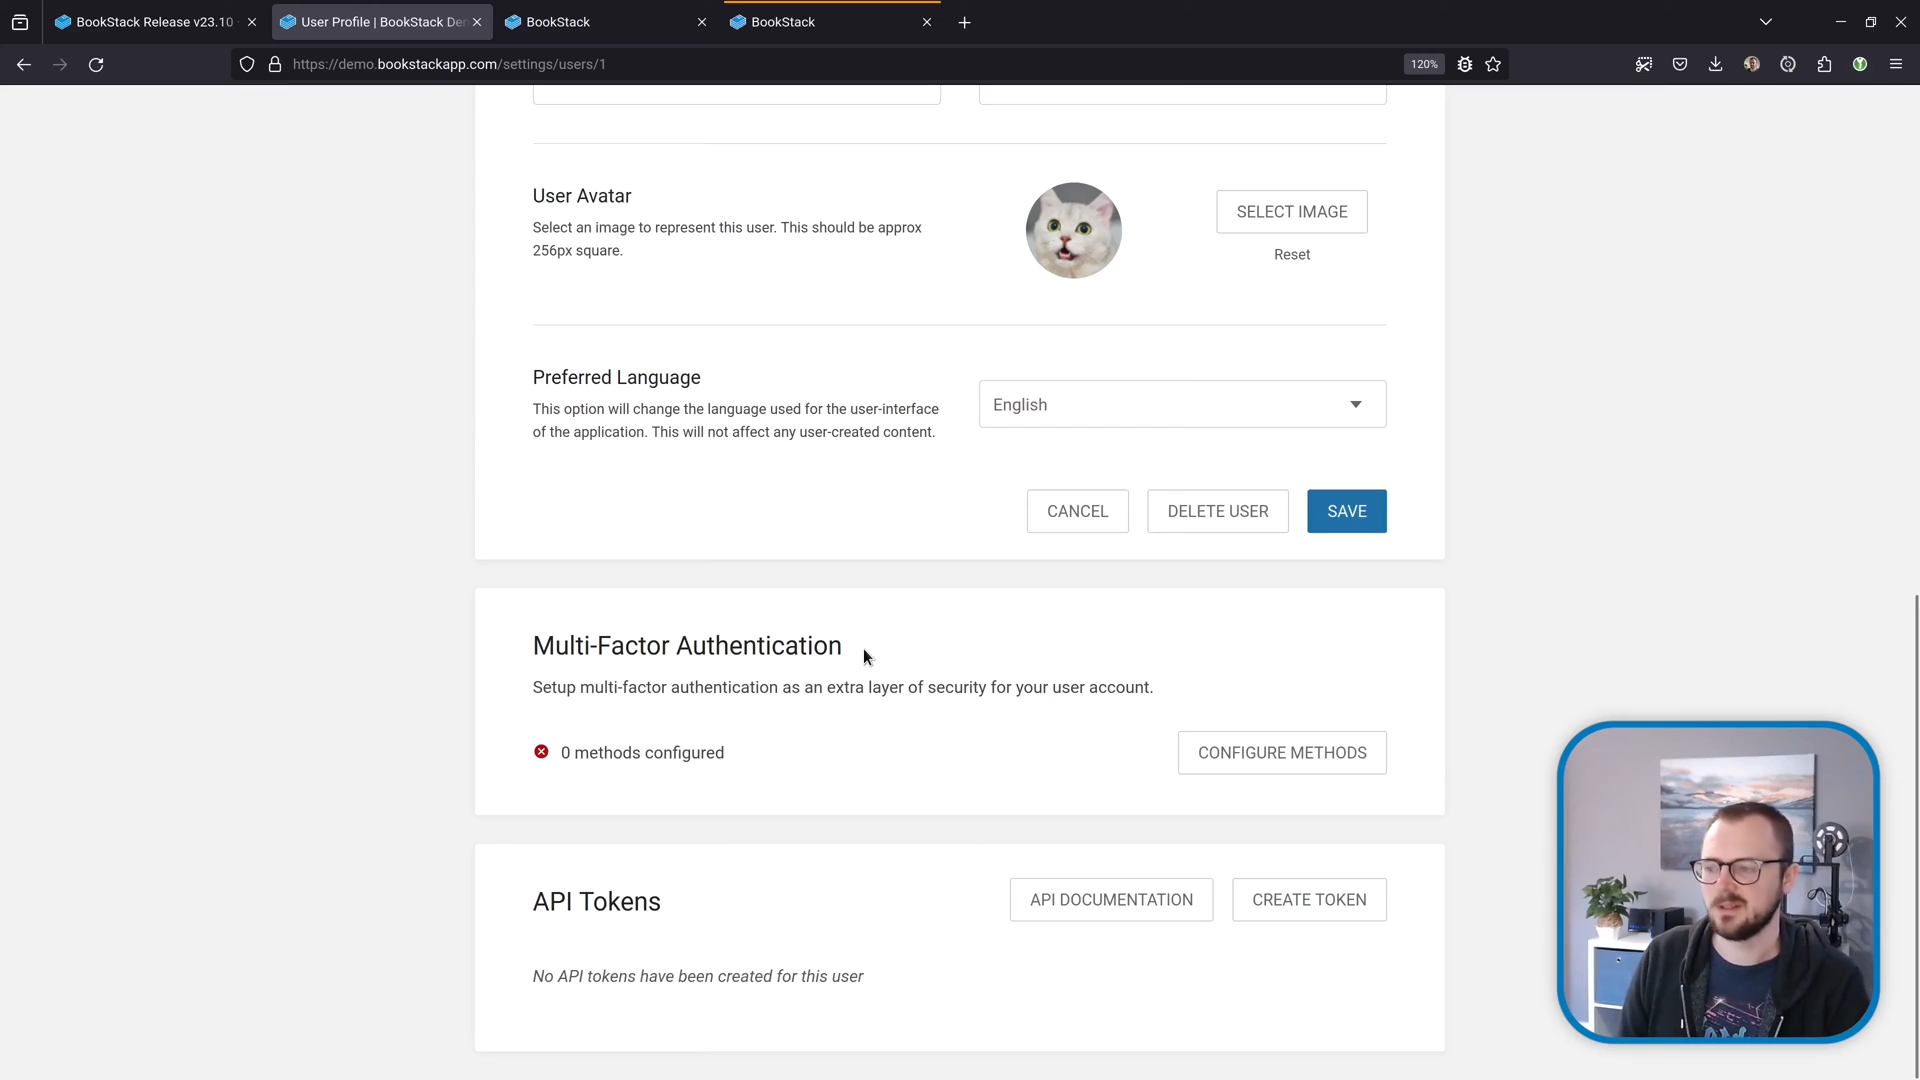 BookStack Release v23.10
User Profile | BookStack De
BookStack
BookStack
https://demo.bookstackapp.com/settings/users/1
120%
User Avatar
Select an image to represent this user. This should be approx
256px square.
SELECT IMAGE
Reset
Preferred Language
This option will change the language used for the user-interface
of the application. This will not affect any user-created content.
English
CANCEL
DELETE USER
SAVE
Multi-Factor Authentication
Setup multi-factor authentication as an extra layer of security for your user account.
0 methods configured
CONFIGURE METHODS
API Tokens
API DOCUMENTATION
CREATE TOKEN
No API tokens have been created for this user